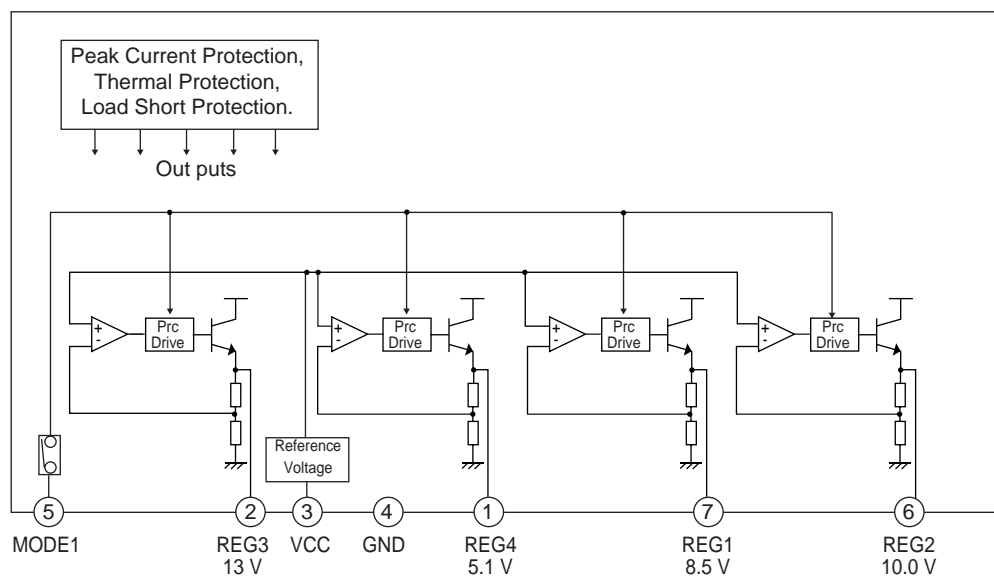 Peak Current Protection,
Thermal Protection,
Load Short Protection.
Out puts
+
-
Prc
Drive
+
-
Prc
Drive
+
-
Prc
Drive
+
-
Prc
Drive
Reference
Voltage
5 2 3 4 1 7 6
MODE1 REG3 VCC GND REG4 REG1 REG2
13 V 5.1 V 8.5 V 10.0 V